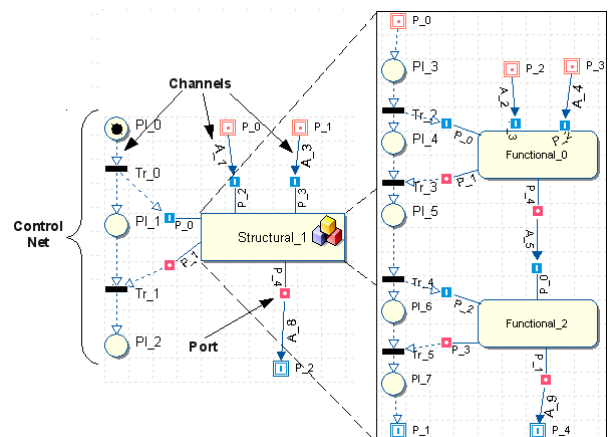 Channels
Control
Net
Pl_0
Tr_0
Pl_1
Tr_1
Pl_2
P_0
P_1
A_7
A_3
P_2
P_3
P_0
Structural_1
P_1
P_4
Port
A_8
P_2
P_0
Pl_3
P_2
P_3
A_2
A_4
Tr_2
Pl_4
P_0
Functional_0
Tr_3
P_1
Pl_5
P_4
A_5
P_0
Tr_4
Pl_6
P_2
Functional_2
Tr_5
P_3
P_1
Pl_7
A_9
P_1
P_4